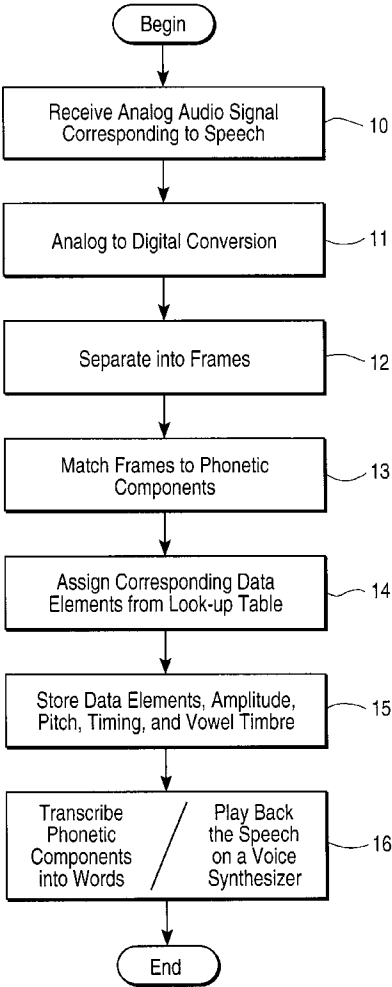 Begin
Receive Analog Audio Signal
Corresponding to Speech
10
Analog to Digital Conversion
11
Separate into Frames
12
Match Frames to Phonetic
Components
13
Assign Corresponding Data
Elements from Look-up Table
14
Store Data Elements, Amplitude,
Pitch, Timing, and Vowel Timbre
15
Transcribe
Phonetic
Components
into Words
/
Play Back
the Speech
on a Voice
Synthesizer
16
End